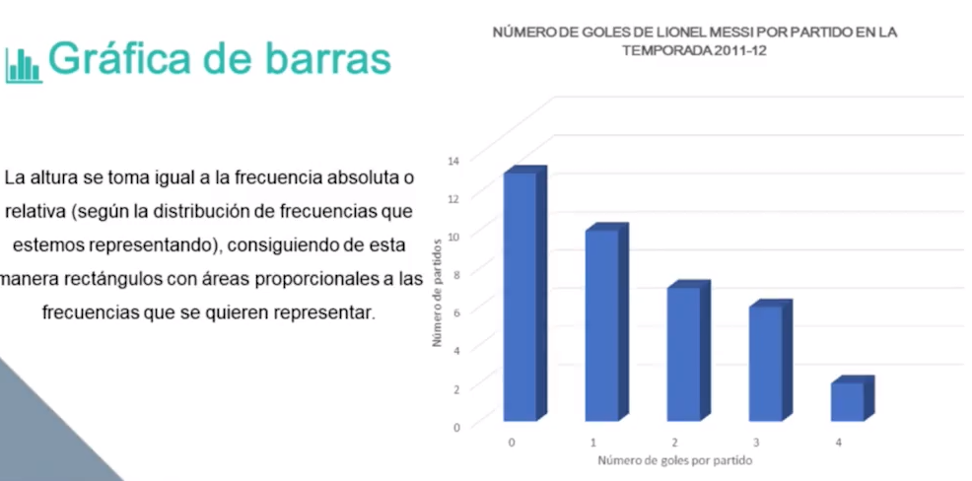 Gráfica de barras
La altura se toma igual a la frecuencia absoluta o
relativa (según la distribución de frecuencias que
estemos representando), consiguiendo de esta
manera rectángulos con áreas proporcionales a las
frecuencias que se quieren representar.
NÚMERO DE GOLES DE LIONEL MESSI POR PARTIDO EN LA
TEMPORADA 2011-12
Número de partidos
14
12
10
8
6
4
2
0
0 1 2 3 4
Número de goles por partido